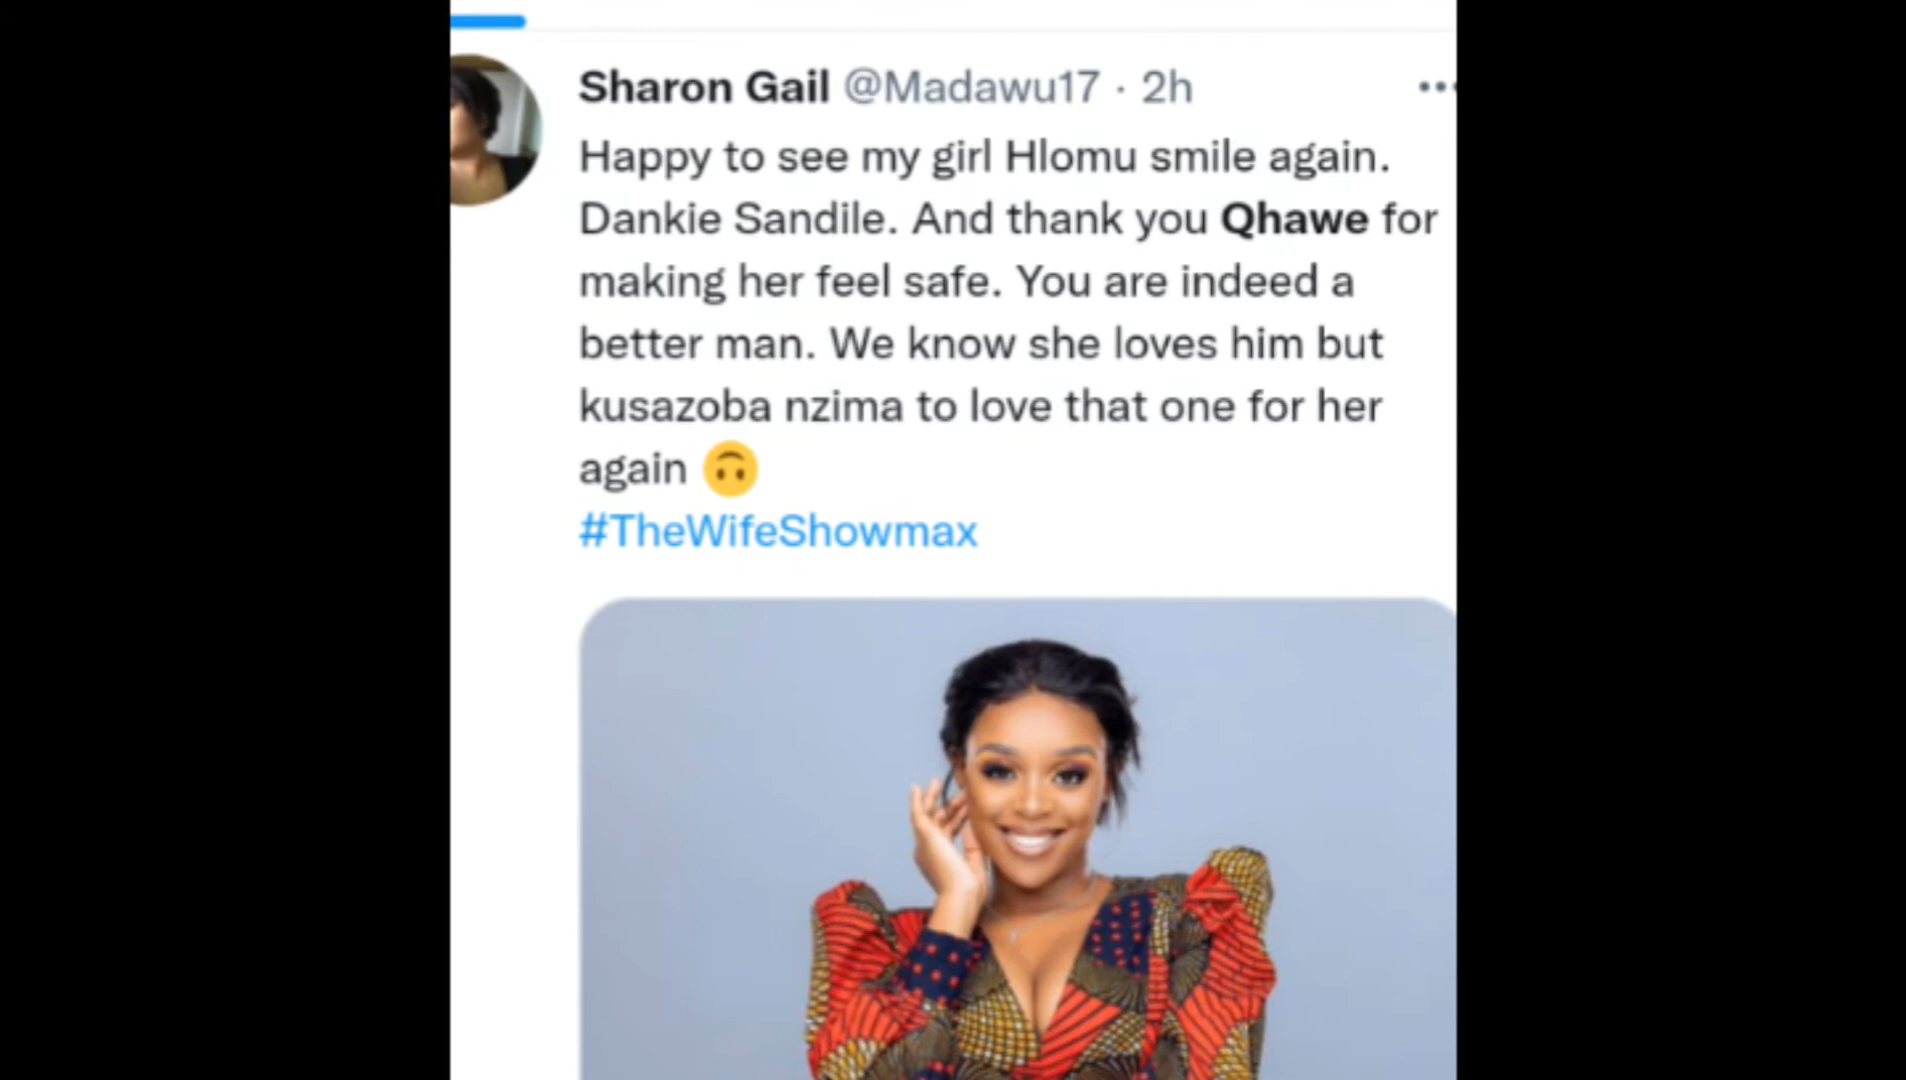 Sharon Gail @Madawu17 · 2h
Happy to see my girl Hlomu smile again.
Dankie Sandile. And thank you Qhawe for
making her feel safe. You are indeed a
better man. We know she loves him but
kusazoba nzima to love that one for her
again 🙃
#TheWifeShowmax